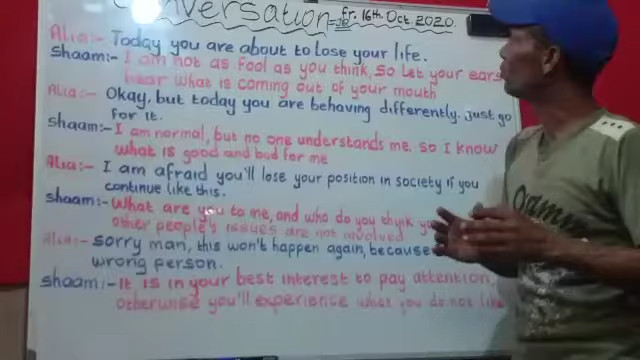 Conversation Fr. 16th Oct. 2020.
Alia:- Today you are about to lose your life.
Shaam:- I am not as fool as you think, so let your ears
hear what is coming out of your mouth
Alia:- Okay, but today you are behaving differently. just go
for it.
Shaam:- I am normal, but no one understands me. so I know
what is good and bad for me
Alia:- I am afraid you'll lose your position in society if you
continue like this.
Shaam:- What are you to me, and who do you think
other people's issues are not involved
Alia:- sorry man, this won't happen again, because
wrong person.
Shaam:- It is in your best interest to pay attention,
otherwise you'll experience what you do not like